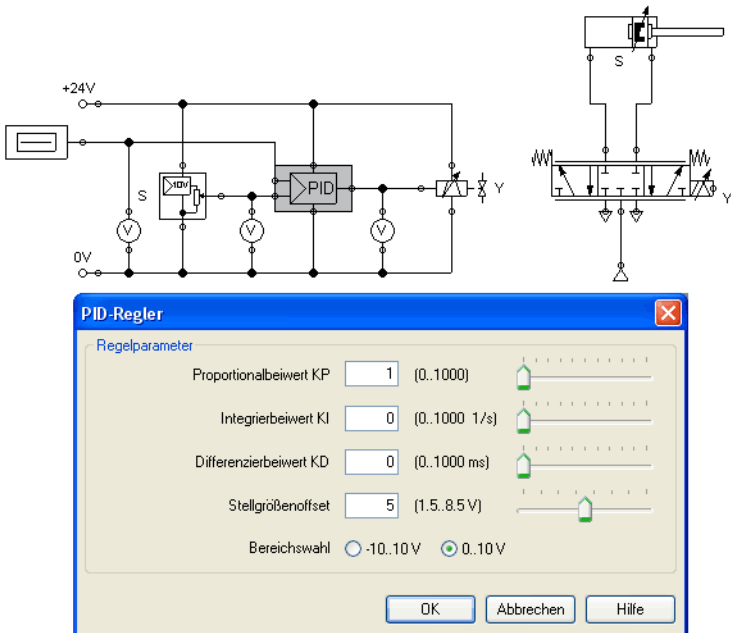 S
+24V
10V
S
PID
Y
Y
V
V
V
0V
PID-Regler
Regelparameter
Proportionalbeiwert KP 1 (0..1000)
Integrierbeiwert KI 0 (0..1000 1/s)
Differenzierbeiwert KD 0 (0..1000 ms)
Stellgrößenoffset 5 (1.5..8.5 V)
Bereichswahl -10..10 V 0..10 V
OK Abbrechen Hilfe